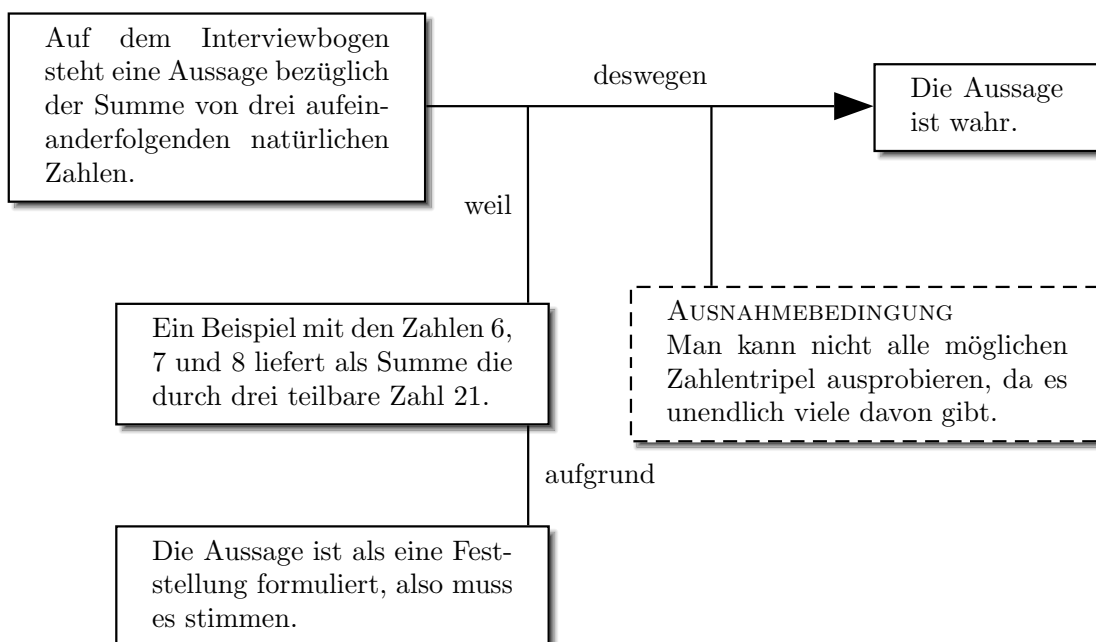 Auf dem Interviewbogen
steht eine Aussage bezüglich
der Summe von drei aufein-
anderfolgenden natürlichen
Zahlen.
deswegen
Die Aussage
ist wahr.
weil
Ein Beispiel mit den Zahlen 6,
7 und 8 liefert als Summe die
durch drei teilbare Zahl 21.
AUSNAHMEBEDINGUNG
Man kann nicht alle möglichen
Zahlentripel ausprobieren, da es
unendlich viele davon gibt.
aufgrund
Die Aussage ist als eine Fest-
stellung formuliert, also muss
es stimmen.